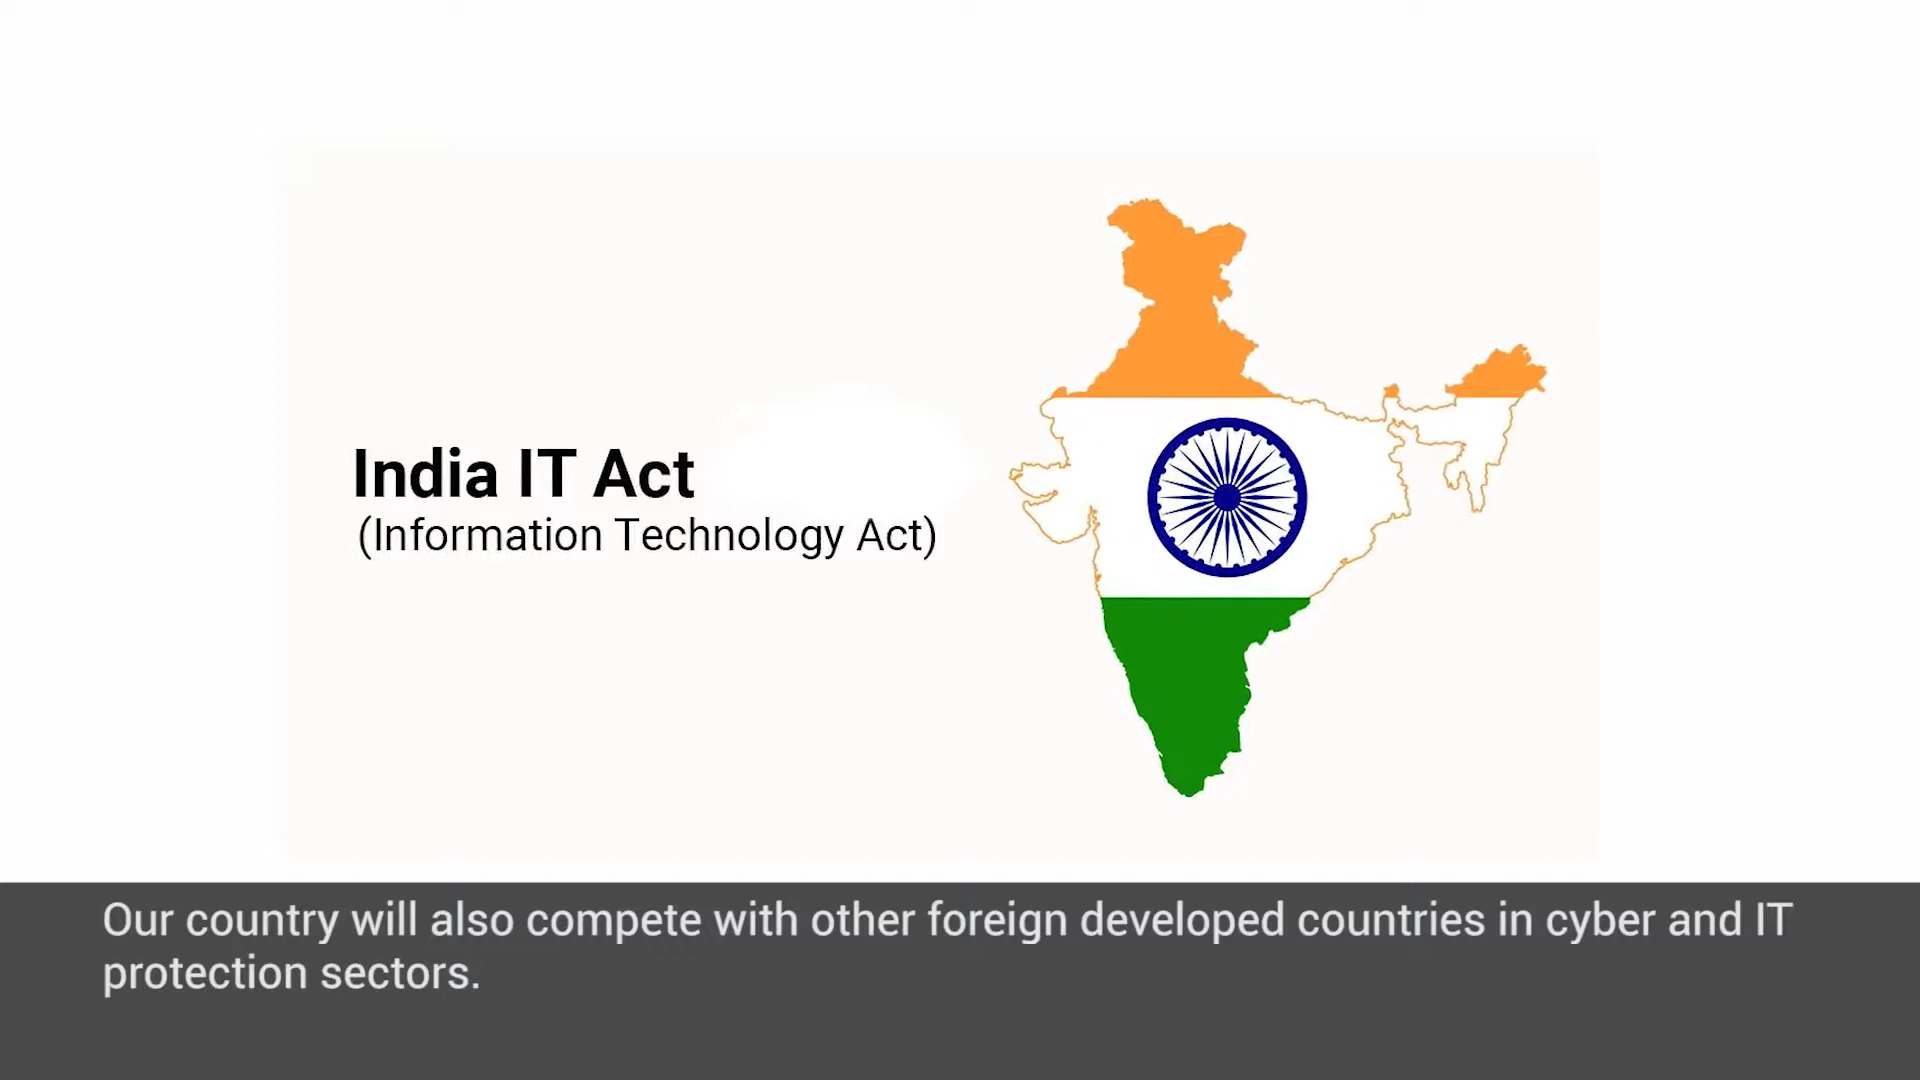 India IT Act
(Information Technology Act)
Our country will also compete with other foreign developed countries in cyber and IT
protection sectors.